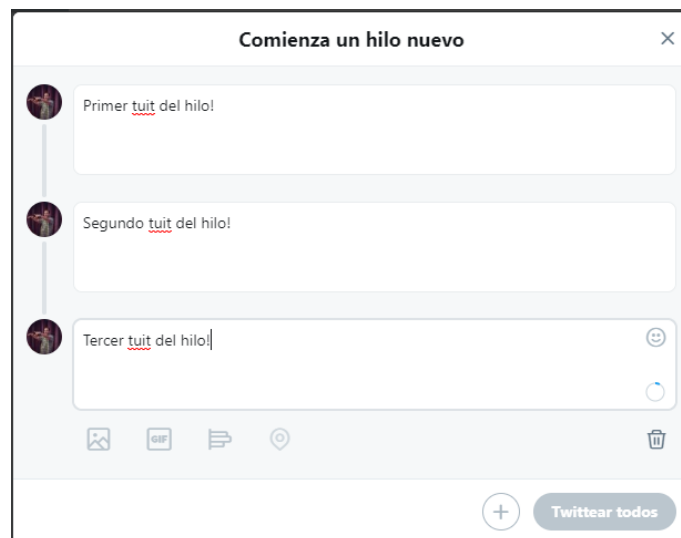 Comienza un hilo nuevo
Primer tuit del hilo!
Segundo tuit del hilo!
Tercer tuit del hilo!
GIF
Twittear todos